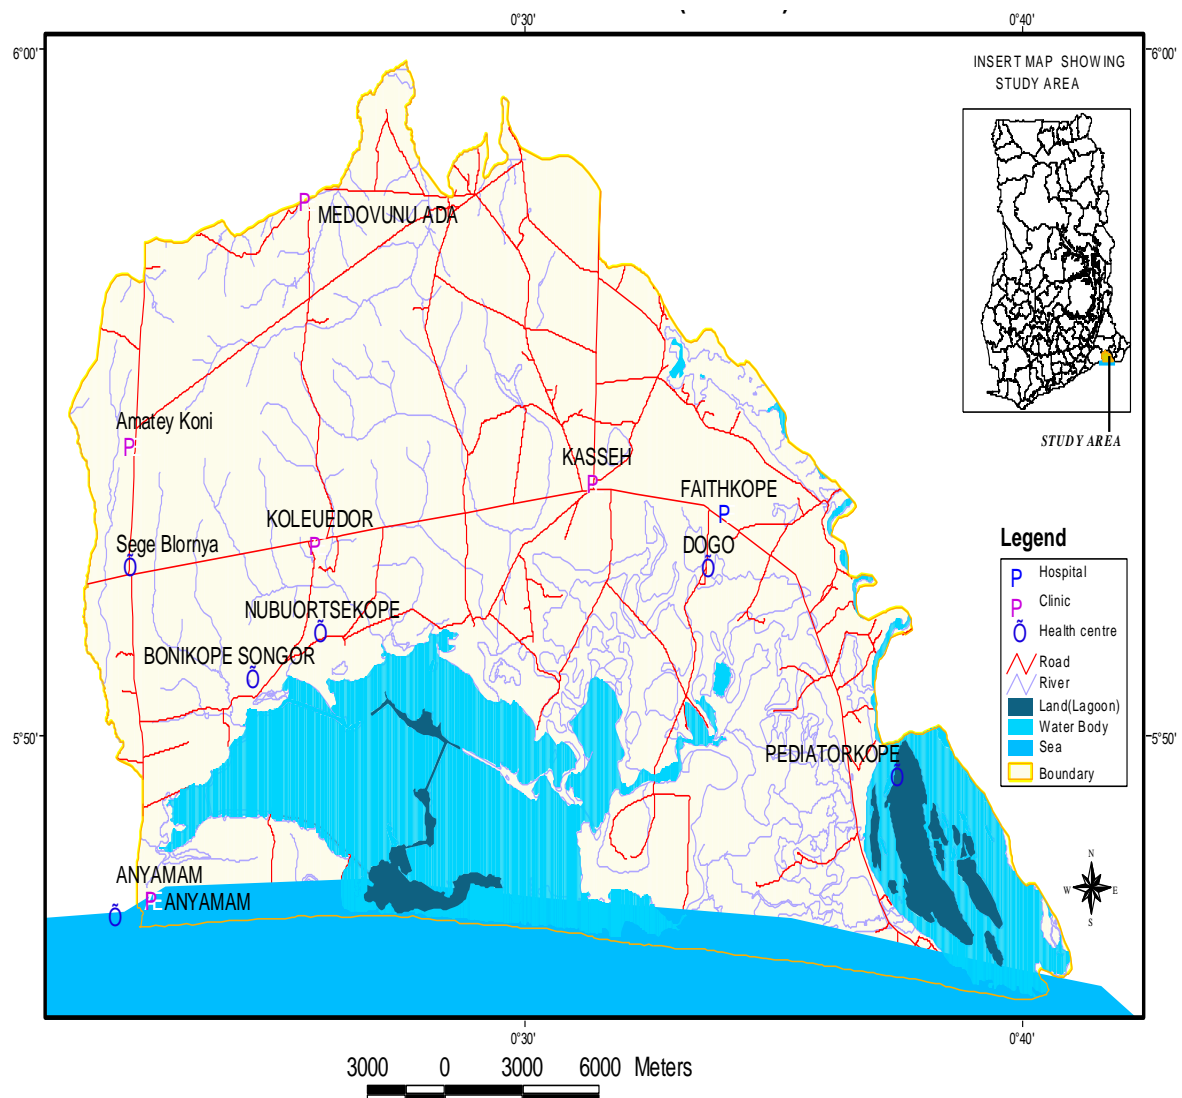 0°30'
0°40'
6°00'
6°00'
INSERT MAP SHOWING
STUDY AREA
MEDOVUNU ADA
P
STUDY AREA
Amatey Koni
P
KASSEH
P
FAITHKOPE
P
KOLEUEDOR
P
Sege Blornya
Õ
DOGO
Õ
Legend
P Hospital
P Clinic
Õ Health centre
Road
River
Land(Lagoon)
Water Body
Sea
Boundary
NUBUORTSEKOPE
Õ
BONIKOPE SONGOR
Õ
5°50'
5°50'
PEDIATORKOPE
Õ
ANYAMAM
P
ANYAMAM
Õ
N
W E
S
0°30'
0°40'
3000 0 3000 6000 Meters